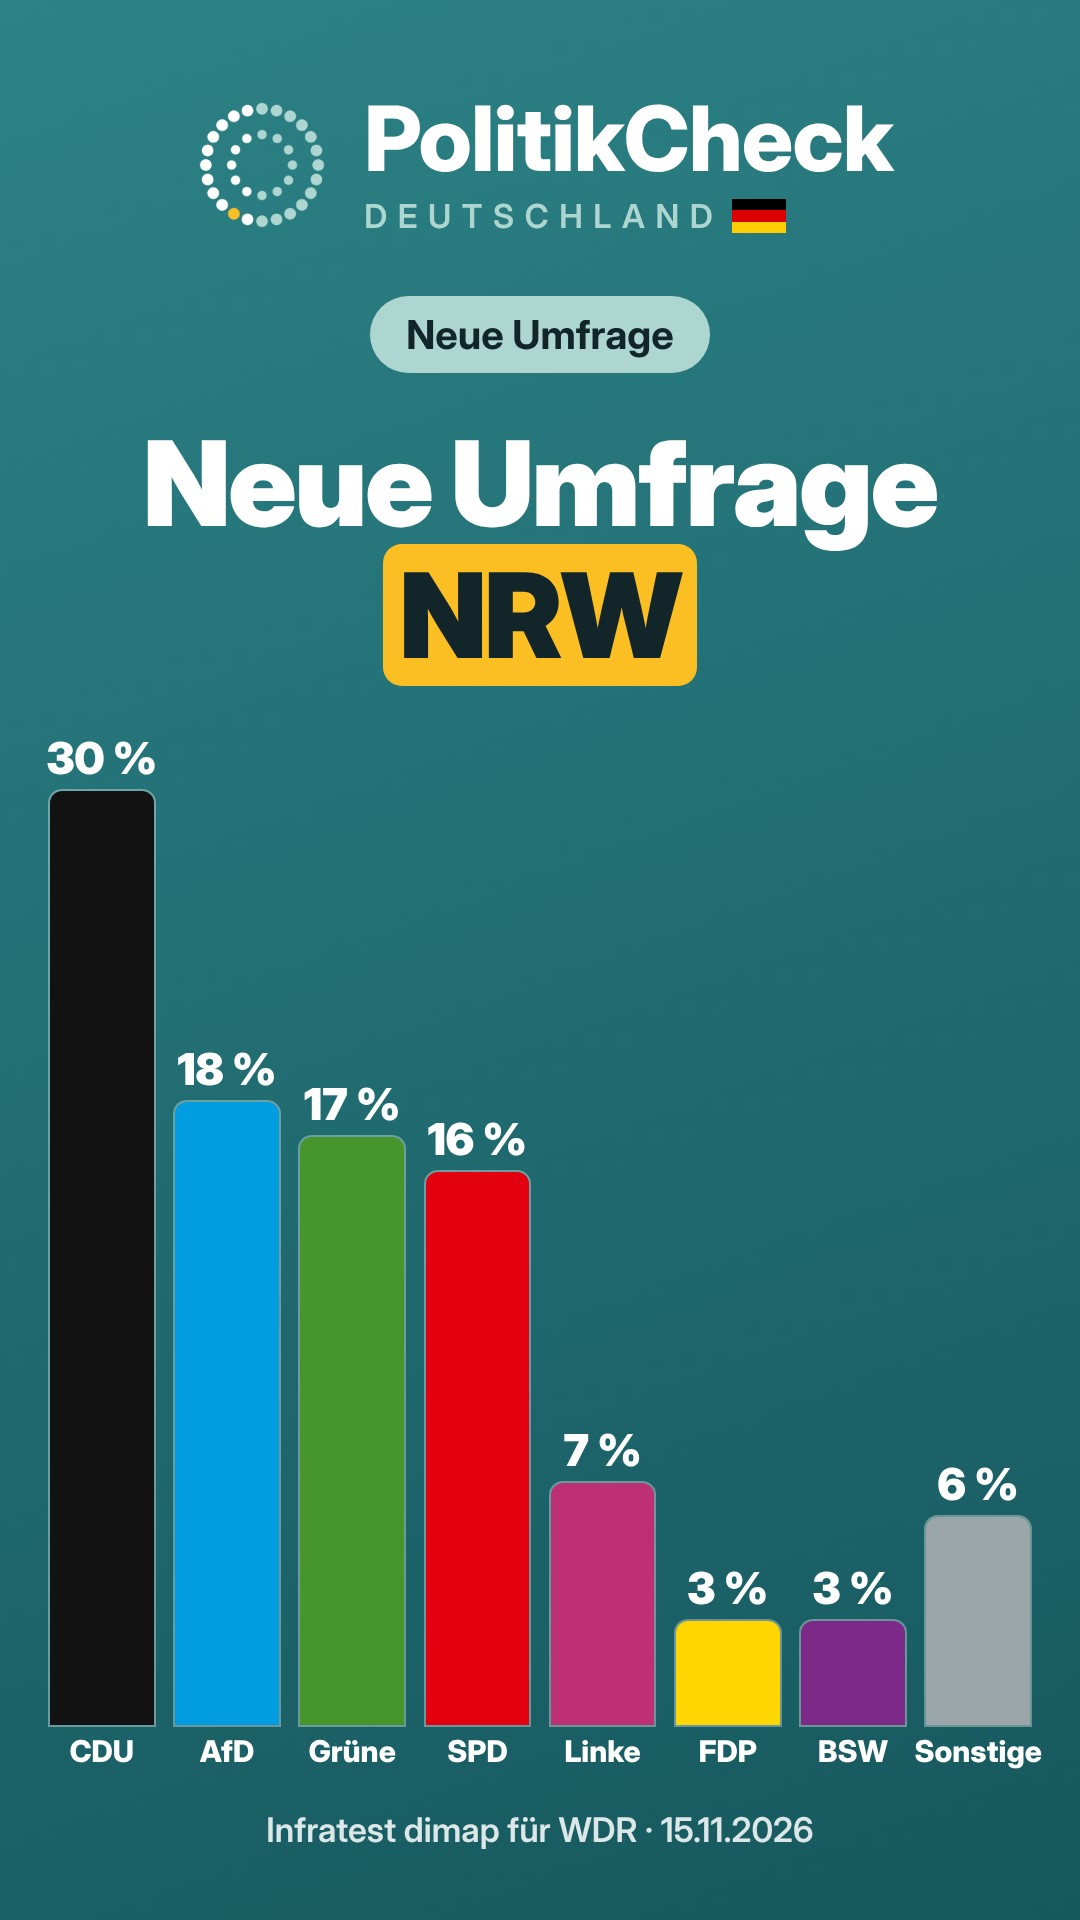 PolitikCheck
DEUTSCHLAND
Neue Umfrage
Neue Umfrage
NRW
30 %
18 %
17 %
16 %
7 %
3 %
3 %
6 %
CDU AfD Grüne SPD Linke FDP BSW Sonstige
Infratest dimap für WDR · 15.11.2026